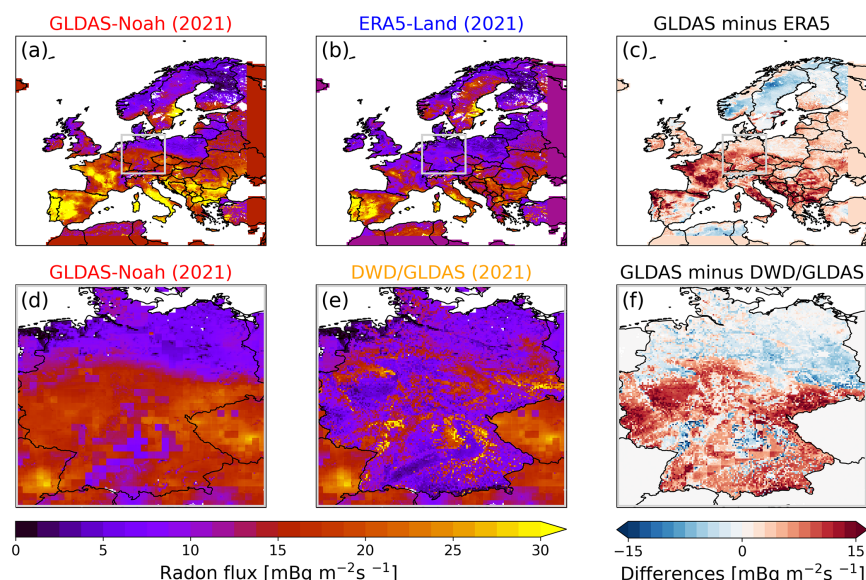 GLDAS-Noah (2021)
ERA5-Land (2021)
GLDAS minus ERA5
(a)
(b)
(c)
GLDAS-Noah (2021)
DWD/GLDAS (2021)
GLDAS minus DWD/GLDAS
(d)
(e)
(f)
0 5 10 15 20 25 30
Radon flux [mBq m⁻²s ⁻¹]
−15 0 15
Differences [mBq m⁻²s ⁻¹]